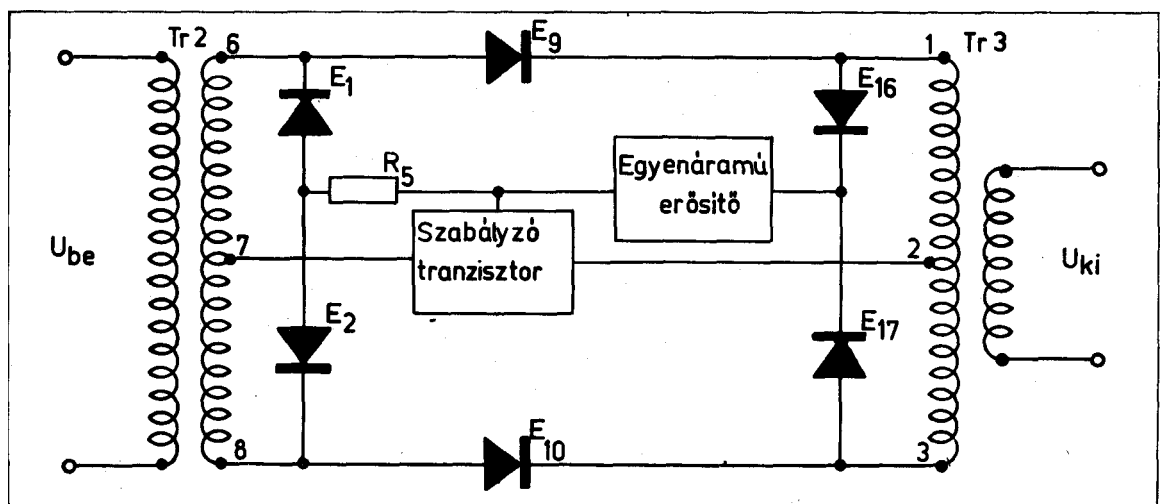 Tr 2
6
E9
1
Tr 3
E1
E16
R5
Egyenáramú
erősitő
Ube
7
Szabályzó
tranzisztor
2
Uki
E2
E17
8
E10
3